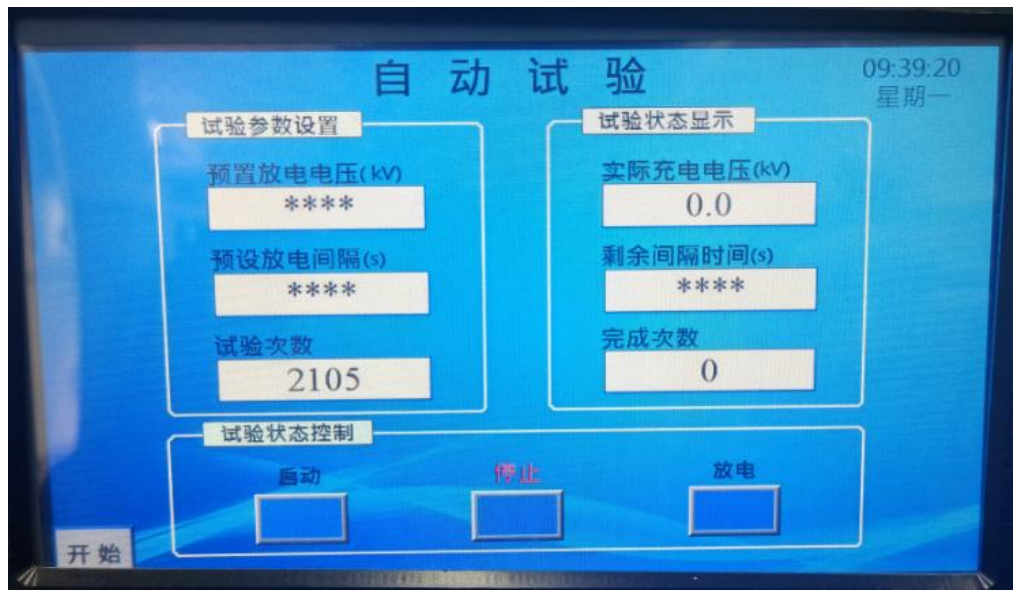 自动试验
09:39:20
星期一
试验参数设置
预置放电电压(kV)
****
预设放电间隔(s)
****
试验次数
2105
试验状态显示
实际充电电压(kV)
0.0
剩余间隔时间(s)
****
完成次数
0
试验状态控制
启动
停止
放电
开始